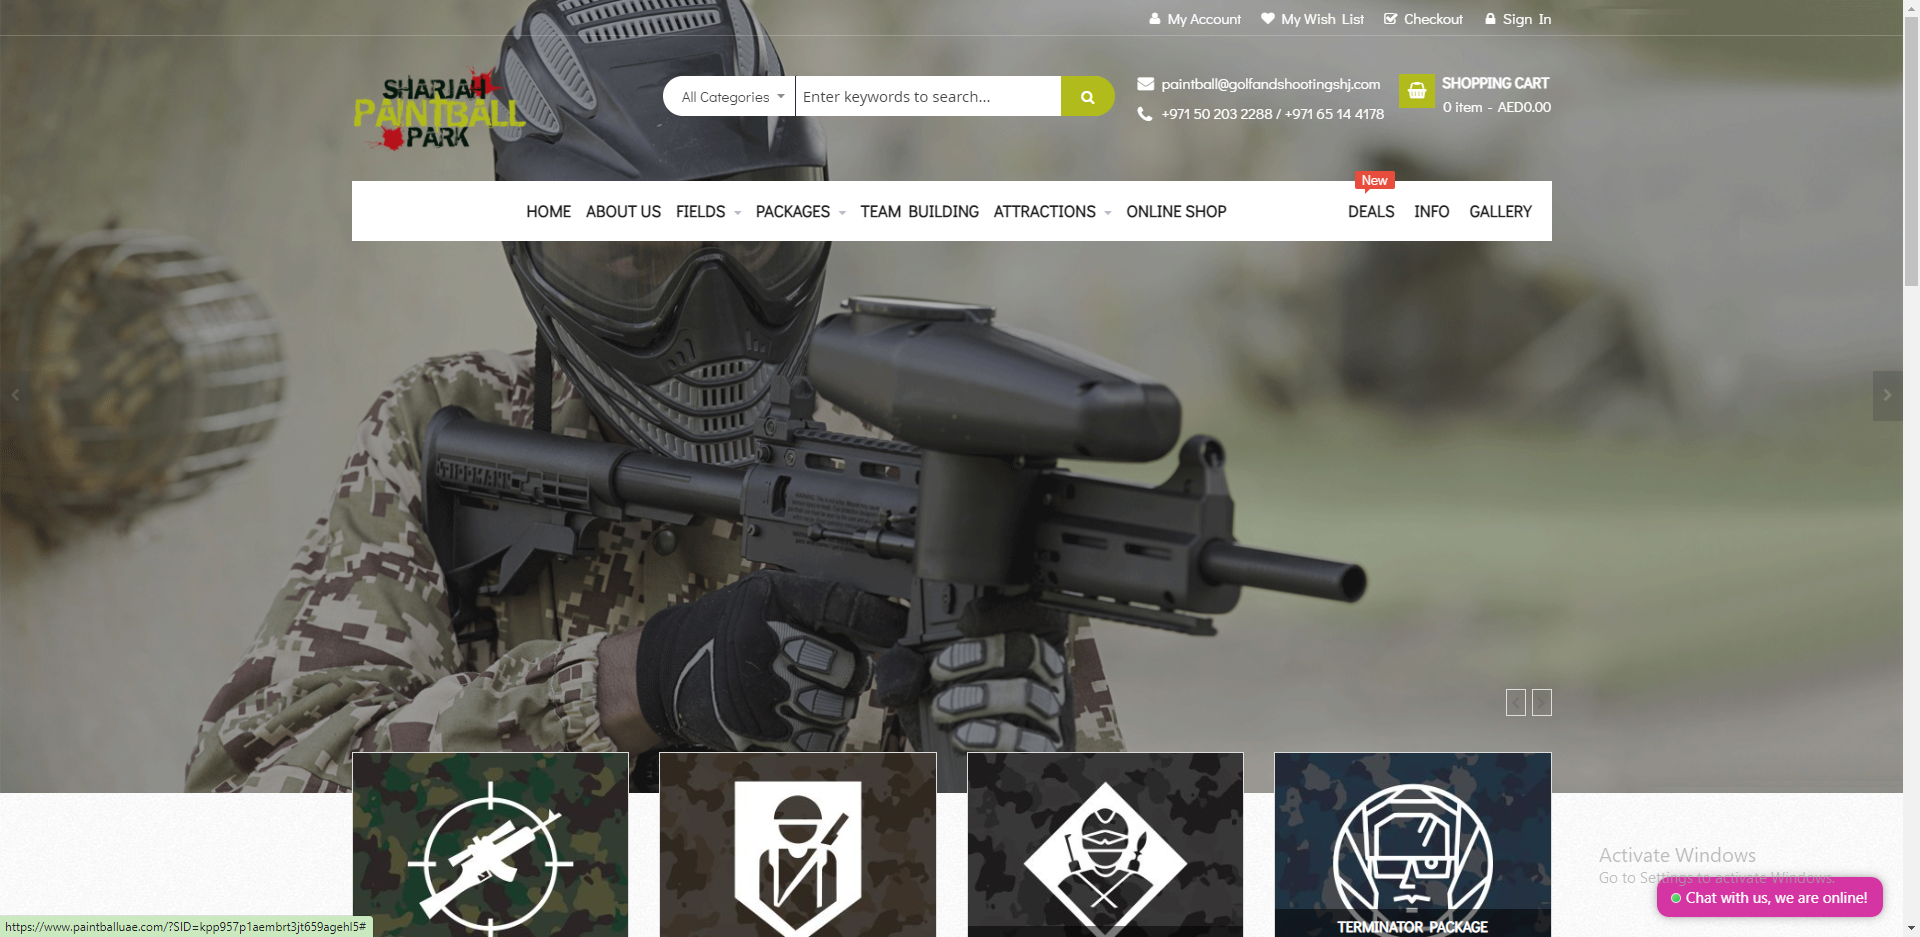 My Account
My Wish List
Checkout
Sign In
SHARJAH
PAINTBALL
PARK
All Categories
Enter keywords to search...
paintball@golfandshootingshj.com
+971 50 203 2288 / +971 65 14 4178
SHOPPING CART
0 item - AED0.00
New
HOME
ABOUT US
FIELDS
PACKAGES
TEAM BUILDING
ATTRACTIONS
ONLINE SHOP
DEALS
INFO
GALLERY
TIPPMANN
TERMINATOR PACKAGE
Activate Windows
Go to Settings to activate Windows.
Chat with us, we are online!
https://www.paintballuae.com/?SID=kpp957p1aembrt3jt659agehl5#